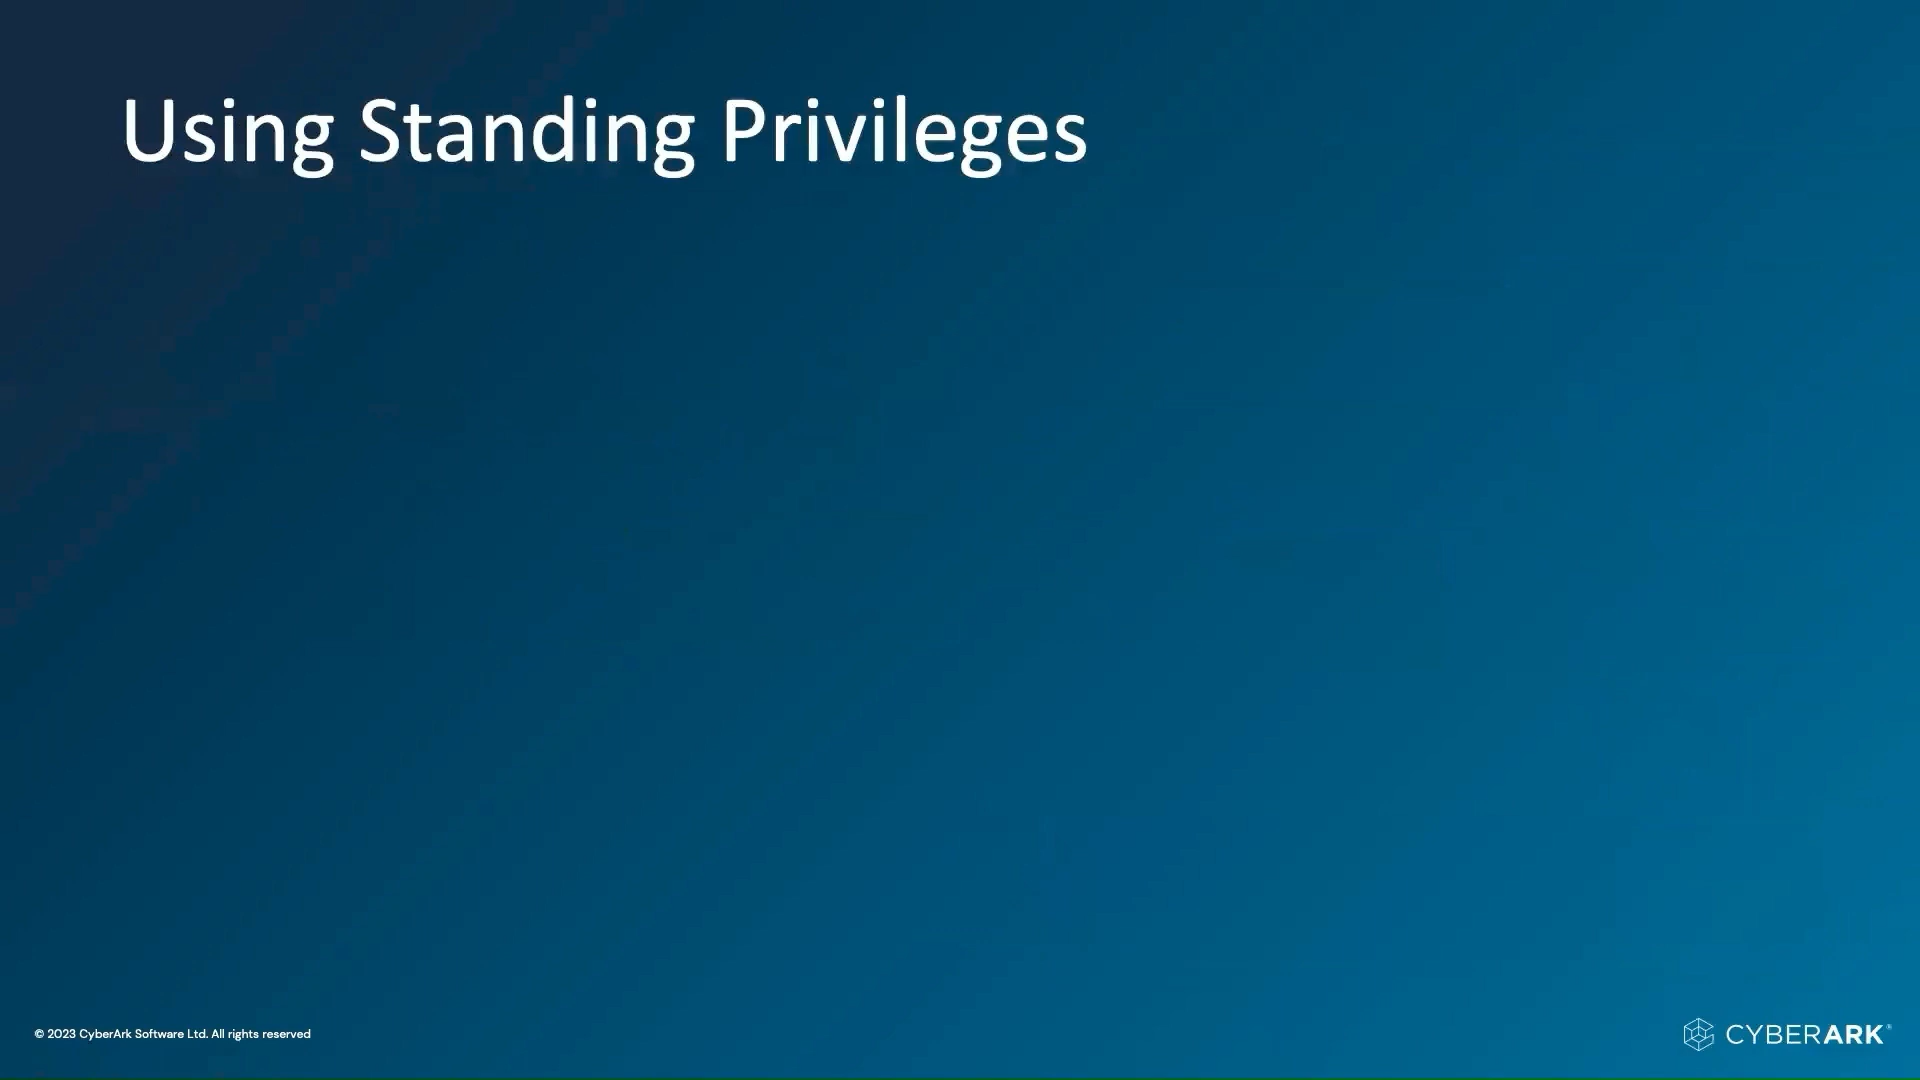 Using Standing Privileges
© 2023 CyberArk Software Ltd. All rights reserved
CYBERARK®